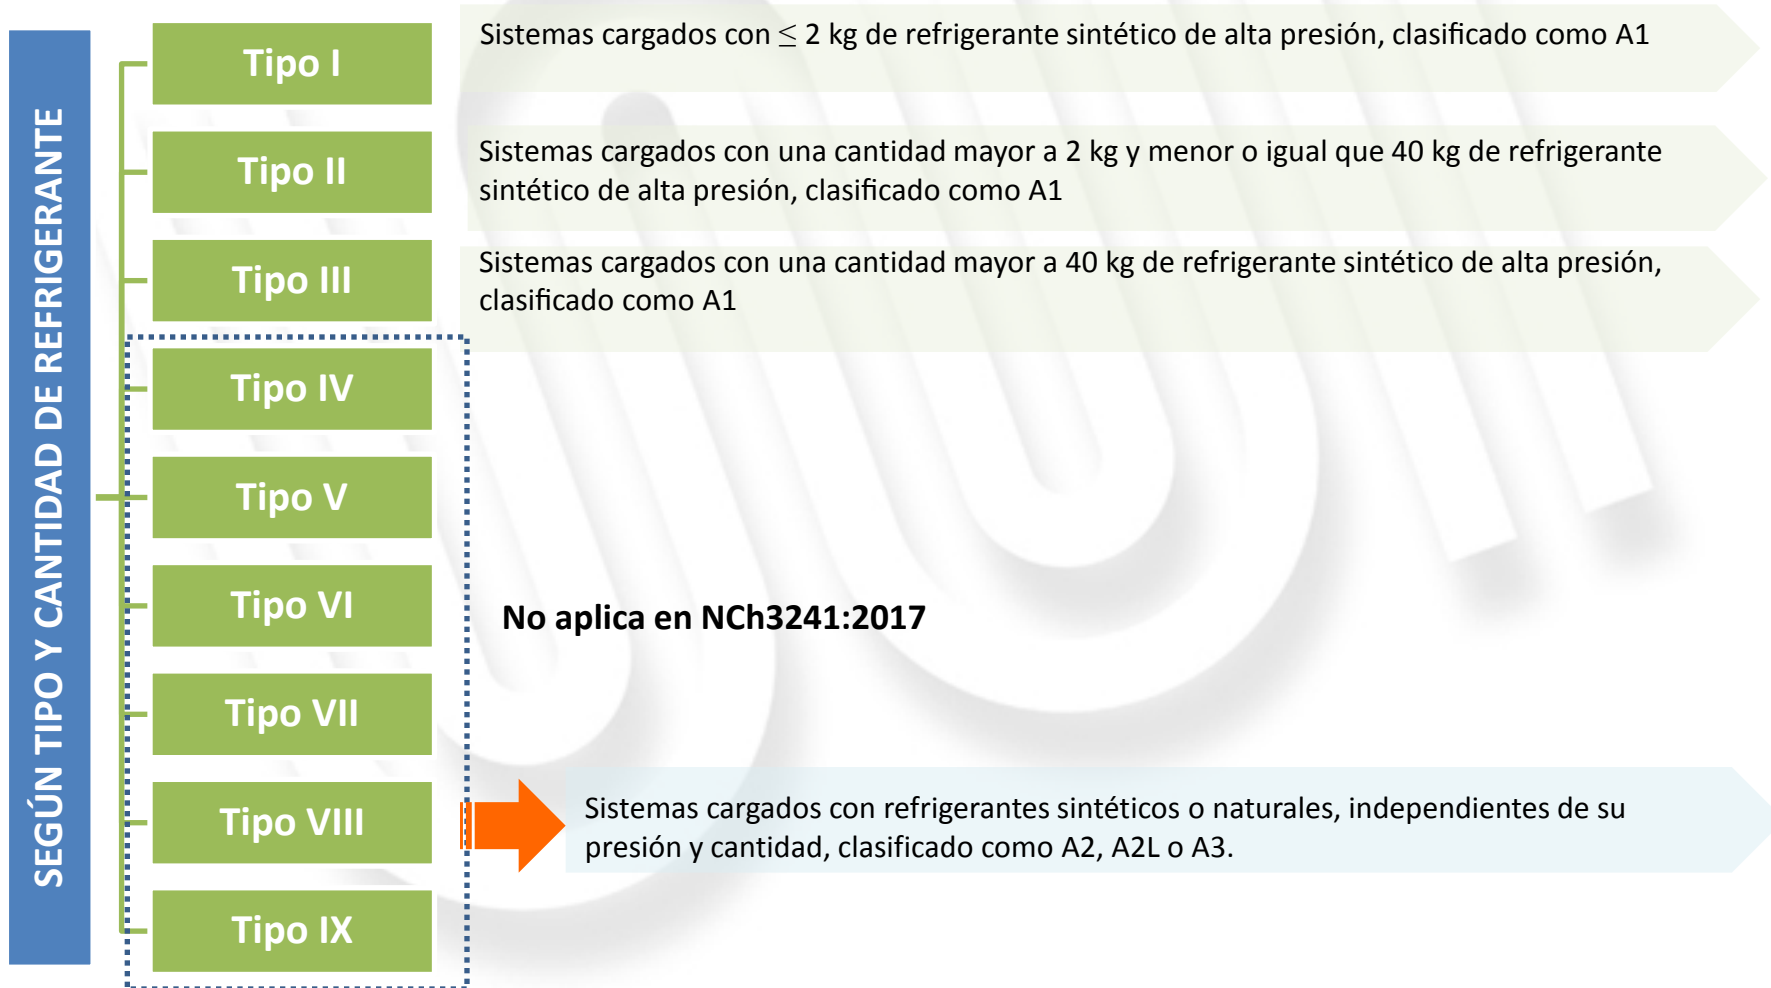 SEGÚN TIPO Y CANTIDAD DE REFRIGERANTE
Tipo I
Sistemas cargados con ≤ 2 kg de refrigerante sintético de alta presión, clasificado como A1
Tipo II
Sistemas cargados con una cantidad mayor a 2 kg y menor o igual que 40 kg de refrigerante
sintético de alta presión, clasificado como A1
Tipo III
Sistemas cargados con una cantidad mayor a 40 kg de refrigerante sintético de alta presión,
clasificado como A1
Tipo IV
Tipo V
Tipo VI
No aplica en NCh3241:2017
Tipo VII
Tipo VIII
Sistemas cargados con refrigerantes sintéticos o naturales, independientes de su
presión y cantidad, clasificado como A2, A2L o A3.
Tipo IX